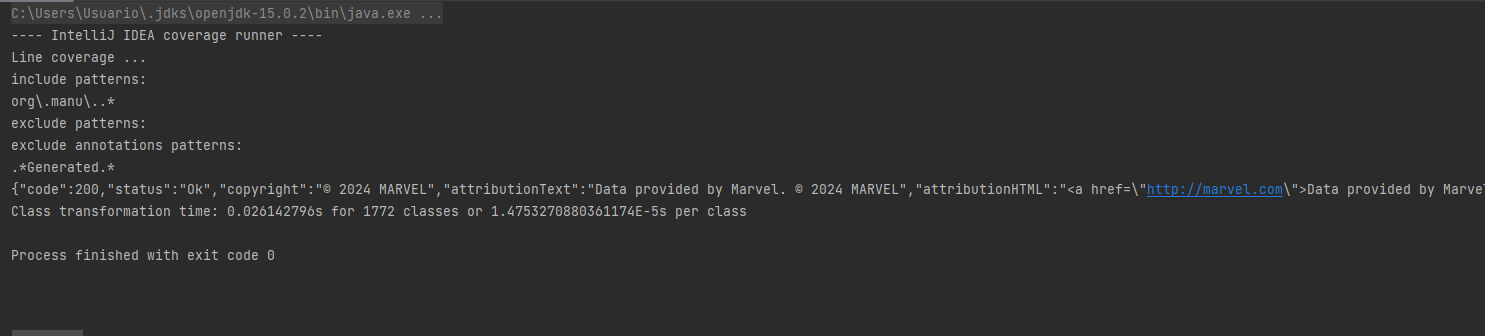 C:\Users\Usuario\.jdks\openjdk-15.0.2\bin\java.exe ...
---- IntelliJ IDEA coverage runner ----
Line coverage ...
include patterns:
org\.manu\..*
exclude patterns:
exclude annotations patterns:
.*Generated.*
{"code":200,"status":"Ok","copyright":"© 2024 MARVEL","attributionText":"Data provided by Marvel. © 2024 MARVEL","attributionHTML":"<a href=\"http://marvel.com\">Data provided by Marvel
Class transformation time: 0.026142796s for 1772 classes or 1.4753270880361174E-5s per class
Process finished with exit code 0